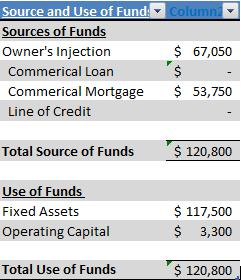 Source and Use of Funds Column2
Sources of Funds
Owner's Injection $ 67,050
Commerical Loan $ -
Commerical Mortgage $ 53,750
Line of Credit -
Total Source of Funds $ 120,800
Use of Funds
Fixed Assets $ 117,500
Operating Capital $ 3,300
Total Use of Funds $ 120,800